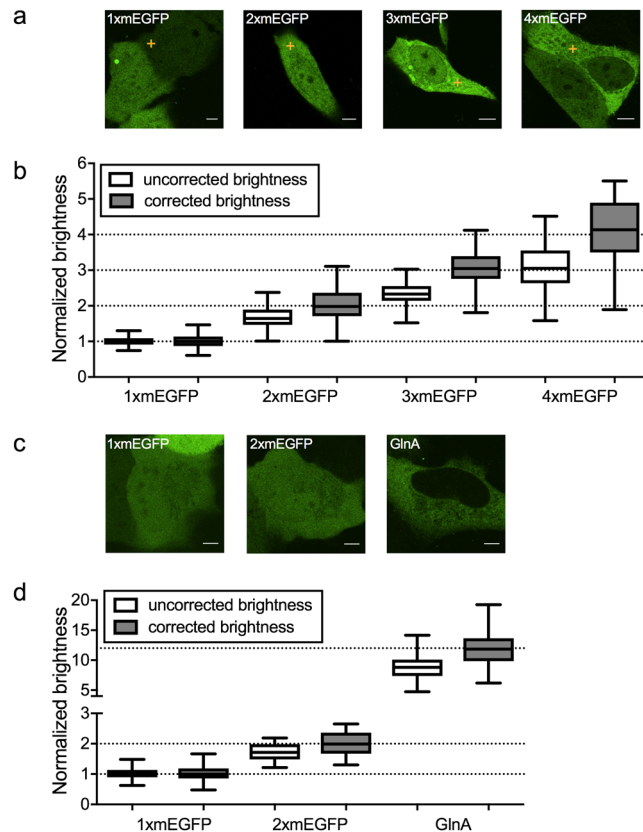 a
1xmEGFP 2xmEGFP 3xmEGFP 4xmEGFP
b
6
5
4
3
2
1
0
Normalized brightness
uncorrected brightness
corrected brightness
1xmEGFP 2xmEGFP 3xmEGFP 4xmEGFP
c
1xmEGFP 2xmEGFP GlnA
d
20
15
10
5
3
2
1
0
Normalized brightness
uncorrected brightness
corrected brightness
1xmEGFP 2xmEGFP GlnA